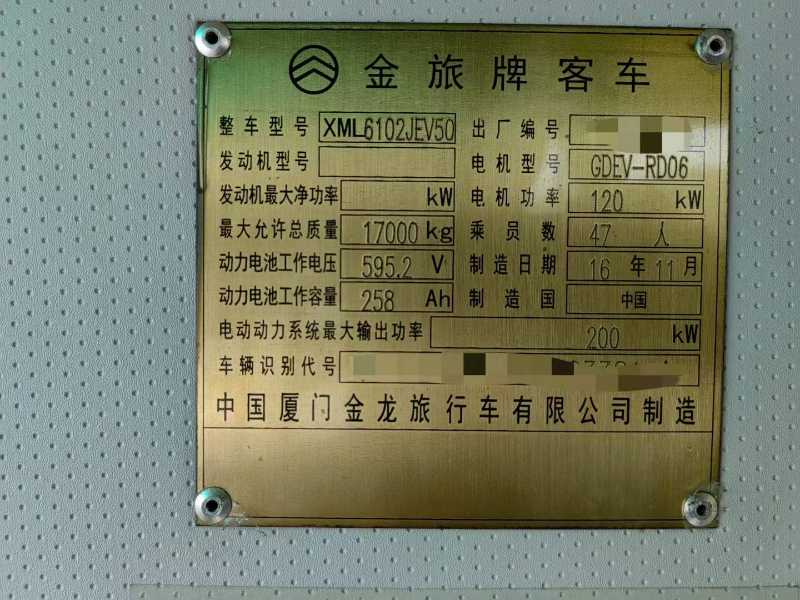 金旅牌客车
整车型号 XML6102JEV50 出厂编号
发动机型号 电机型号 GDEV-RD06
发动机最大净功率 kW 电机功率 120 kW
最大允许总质量 17000 kg 乘员数 47 人
动力电池工作电压 595.2 V 制造日期 16 年 11 月
动力电池工作容量 258 Ah 制造国 中国
电动动力系统最大输出功率 200 kW
车辆识别代号
中国厦门金龙旅行车有限公司制造